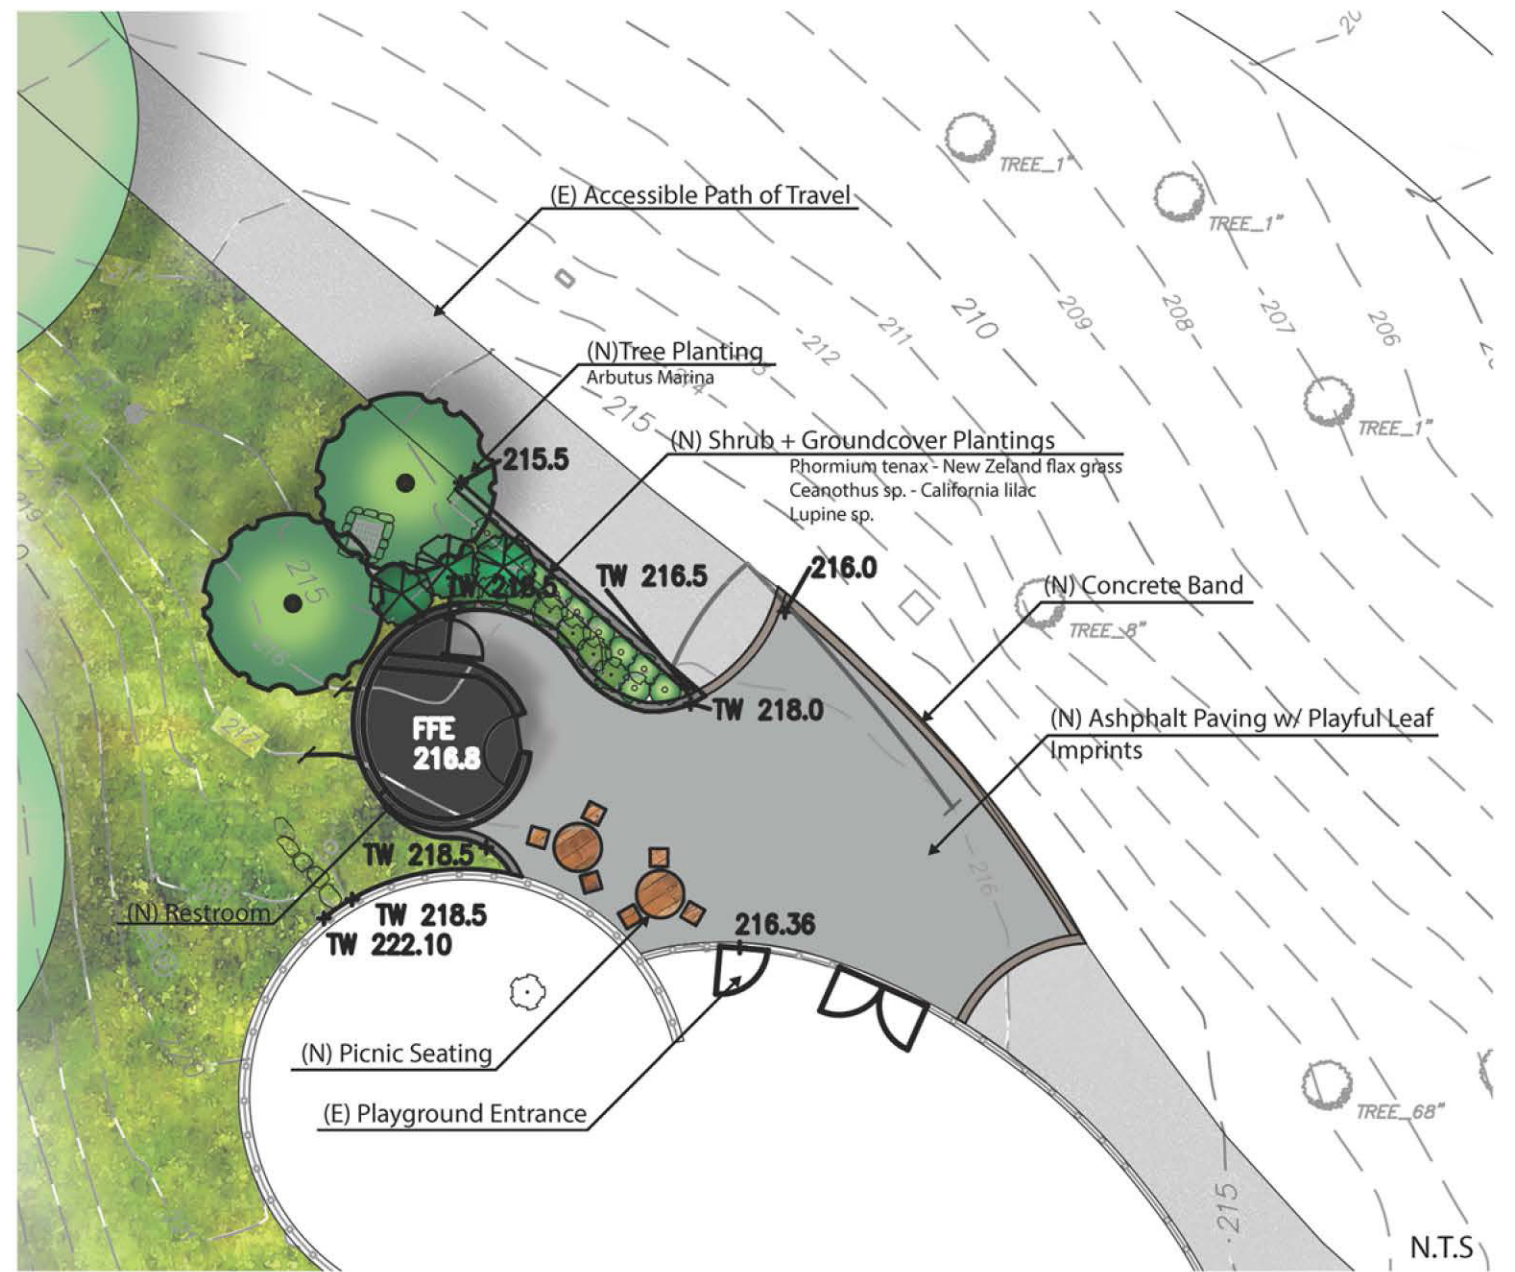 TREE_1"
TREE_1"
(E) Accessible Path of Travel
210
209
208
207
206
211
212
(N)Tree Planting
Arbutus Marina
215
TREE_1"
(N) Shrub + Groundcover Plantings
Phormium tenax - New Zeland flax grass
Ceanothus sp. - California lilac
Lupine sp.
215.5
TW 216.5
216.0
(N) Concrete Band
TREE_8"
215
216
TW 218.0
(N) Ashphalt Paving w/ Playful Leaf
Imprints
FFE
216.8
217
TW 218.5
216
(N) Restroom
TW 218.5
TW 222.10
216.36
(N) Picnic Seating
(E) Playground Entrance
TREE_68"
215
N.T.S